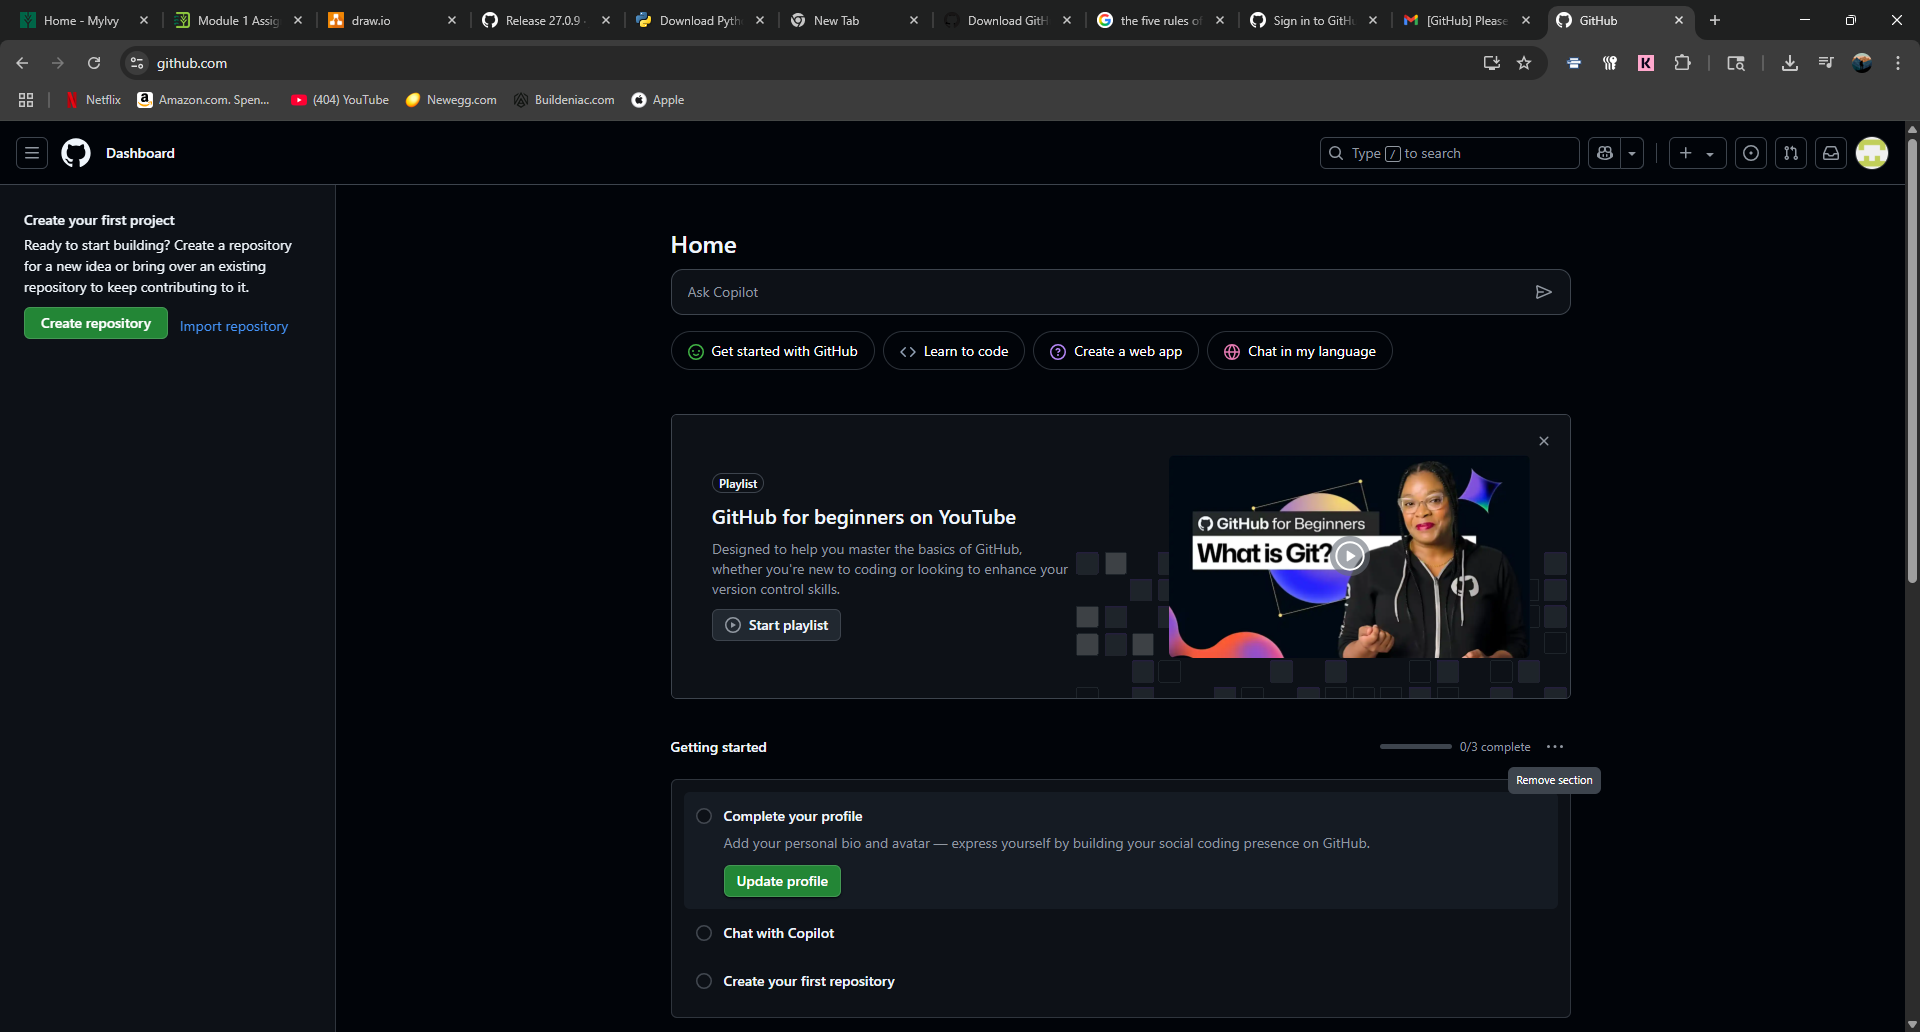 Home - MyIvy
Module 1 Assig
draw.io
Release 27.0.9 ·
Download Pyth
New Tab
Download GitH
the five rules of
Sign in to GitHu
[GitHub] Please
GitHub
github.com
K
Netflix
Amazon.com. Spen...
(404) YouTube
Newegg.com
Buildeniac.com
Apple
Dashboard
Type / to search
Create your first project
Ready to start building? Create a repository
for a new idea or bring over an existing
repository to keep contributing to it.
Create repository
Import repository
Home
Ask Copilot
Get started with GitHub
Learn to code
Create a web app
Chat in my language
Playlist
GitHub for beginners on YouTube
Designed to help you master the basics of GitHub,
whether you're new to coding or looking to enhance your
version control skills.
Start playlist
GitHub for Beginners
What is Git?
Getting started
0/3 complete
Remove section
Complete your profile
Add your personal bio and avatar — express yourself by building your social coding presence on GitHub.
Update profile
Chat with Copilot
Create your first repository